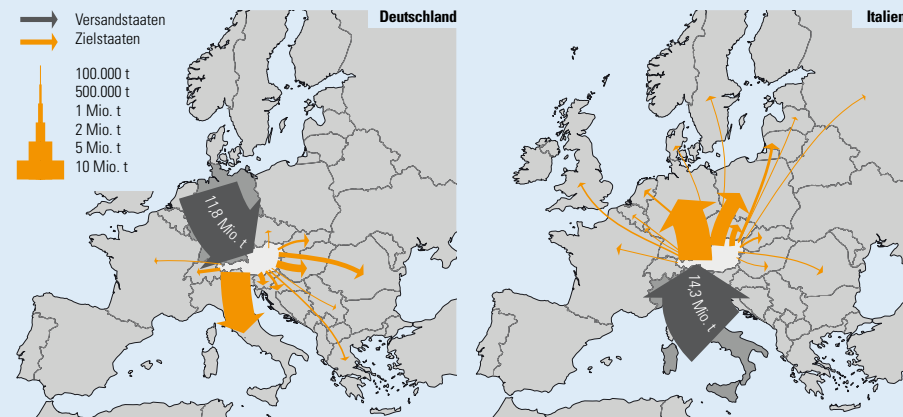 Versandstaaten
Zielstaaten
100.000 t
500.000 t
1 Mio. t
2 Mio. t
5 Mio. t
10 Mio. t
Deutschland
11,8 Mio. t
Italien
14,3 Mio. t